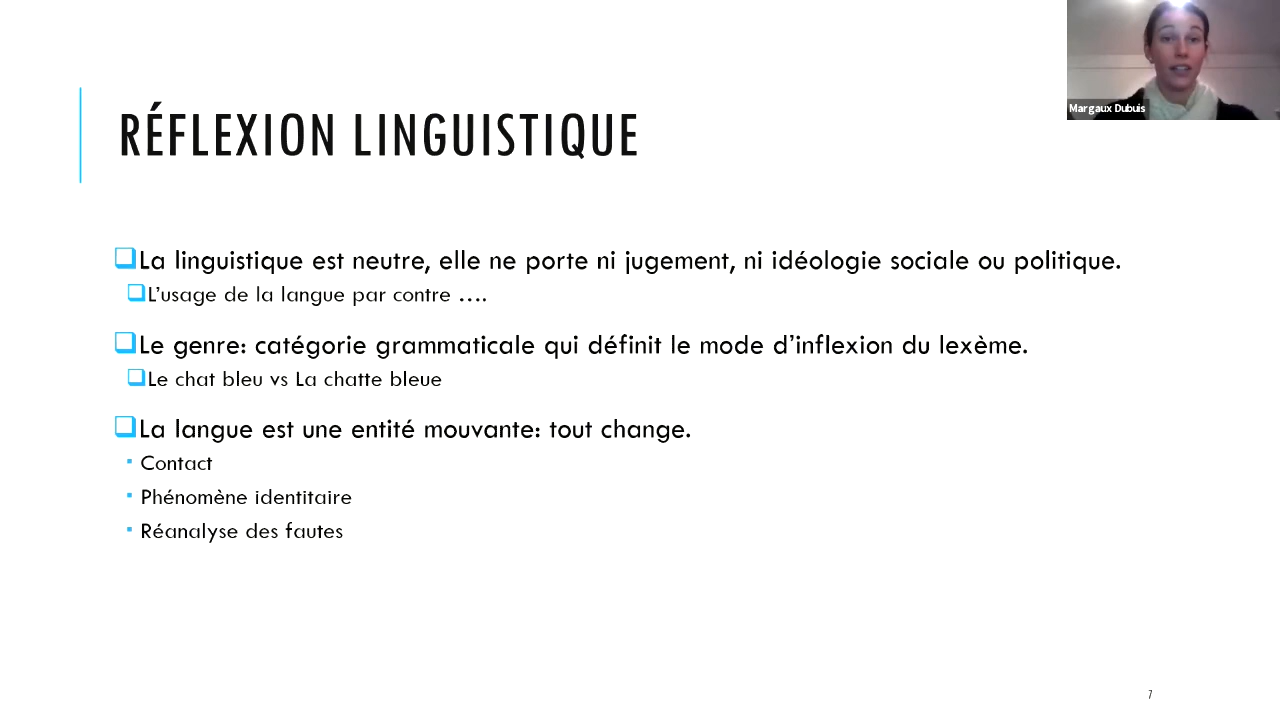 Margaux Dubuis
RÉFLEXION LINGUISTIQUE
La linguistique est neutre, elle ne porte ni jugement, ni idéologie sociale ou politique.
L’usage de la langue par contre ….
Le genre: catégorie grammaticale qui définit le mode d’inflexion du lexème.
Le chat bleu vs La chatte bleue
La langue est une entité mouvante: tout change.
Contact
Phénomène identitaire
Réanalyse des fautes
7